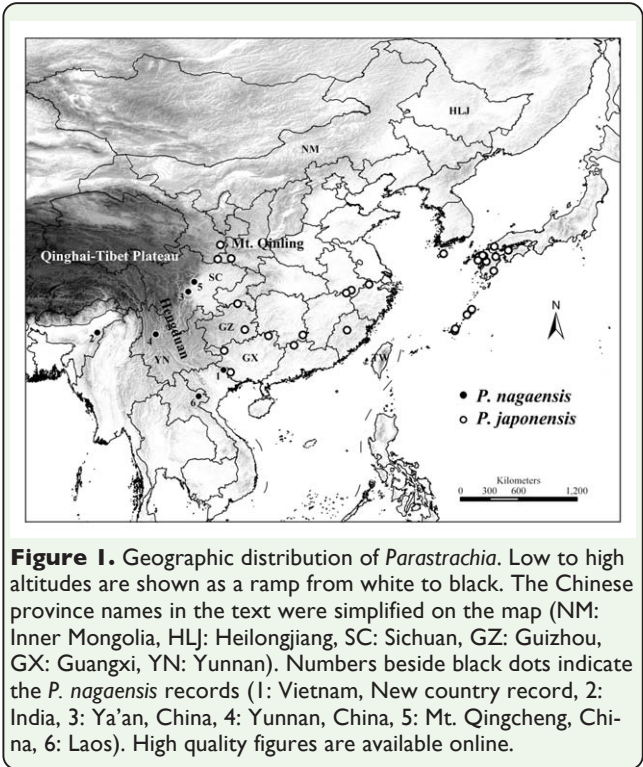 HLJ
NM
Mt. Qinling
Qinghai-Tibet Plateau
SC
5
3
Hengduan
GZ
2
4
YN
GX
TW
1
6
N
P. nagaensis
P. japonensis
Kilometers
0 300 600 1,200
Figure 1. Geographic distribution of Parastrachia. Low to high
altitudes are shown as a ramp from white to black. The Chinese
province names in the text were simplified on the map (NM:
Inner Mongolia, HLJ: Heilongjiang, SC: Sichuan, GZ: Guizhou,
GX: Guangxi, YN: Yunnan). Numbers beside black dots indicate
the P. nagaensis records (1: Vietnam, New country record, 2:
India, 3: Ya’an, China, 4: Yunnan, China, 5: Mt. Qingcheng, Chi-
na, 6: Laos). High quality figures are available online.